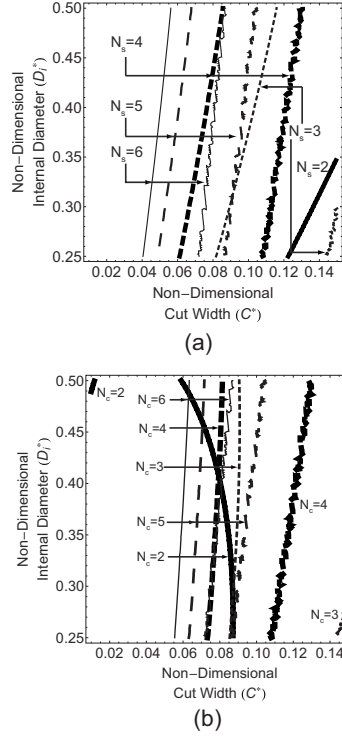 0.50
0.45
0.40
0.35
0.30
0.25
Non-Dimensional
Internal Diameter (D_i^*)
N_s=4
N_s=5
N_s=6
N_s=3
N_s=2
0.02 0.04 0.06 0.08 0.10 0.12 0.14
Non-Dimensional
Cut Width (C^*)
(a)
0.50
0.45
0.40
0.35
0.30
0.25
Non-Dimensional
Internal Diameter (D_i^*)
N_c=2
N_c=6
N_c=4
N_c=3
N_c=5
N_c=2
N_c=4
N_c=3
0.02 0.04 0.06 0.08 0.10 0.12 0.14
Non-Dimensional
Cut Width (C^*)
(b)